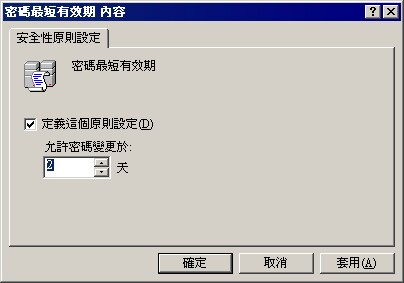 密碼最短有效期 內容
安全性原則設定
密碼最短有效期
定義這個原則設定(D)
允許密碼變更於:
2 天
確定 取消 套用(A)